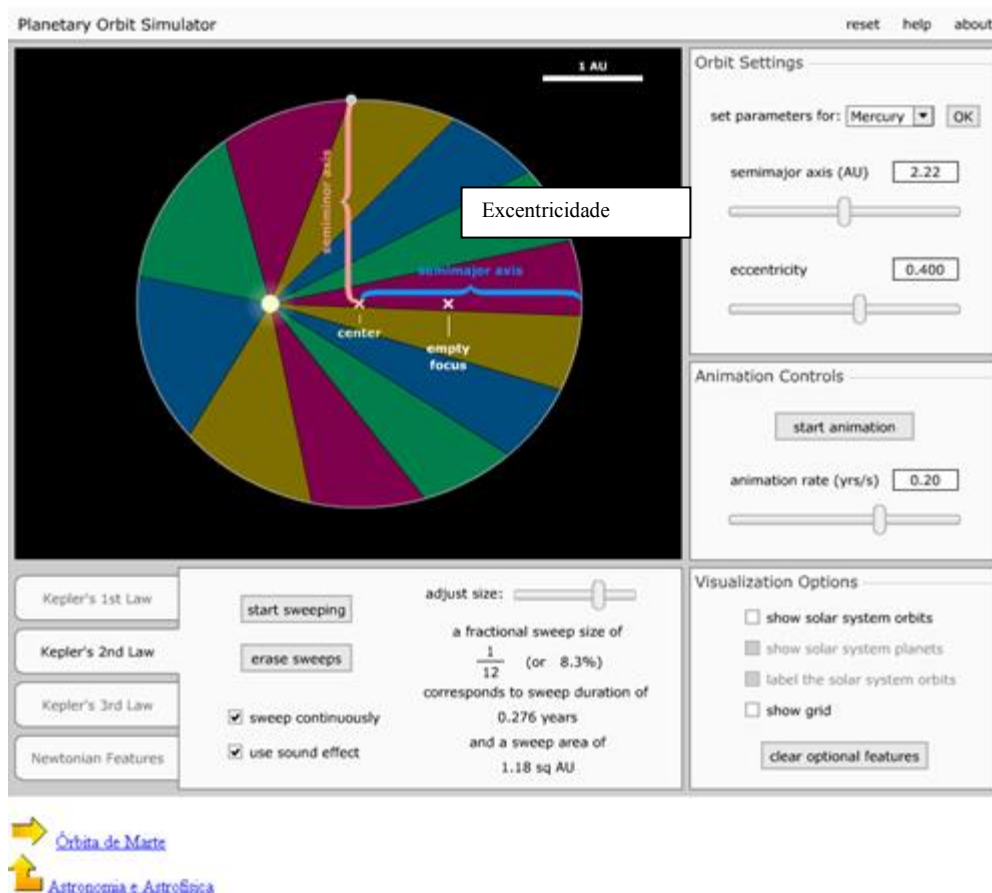 Planetary Orbit Simulator
reset help about
1 AU
semiminor axis
Excentricidade
semimajor axis
center
empty
focus
Orbit Settings
set parameters for: Mercury OK
semimajor axis (AU) 2.22
eccentricity 0.400
Animation Controls
start animation
animation rate (yrs/s) 0.20
Kepler's 1st Law
Kepler's 2nd Law
Kepler's 3rd Law
Newtonian Features
start sweeping
erase sweeps
sweep continuously
use sound effect
adjust size:
a fractional sweep size of
1
12 (or 8.3%)
corresponds to sweep duration of
0.276 years
and a sweep area of
1.18 sq AU
Visualization Options
show solar system orbits
show solar system planets
label the solar system orbits
show grid
clear optional features
Órbita de Marte
Astronomia e Astrofísica